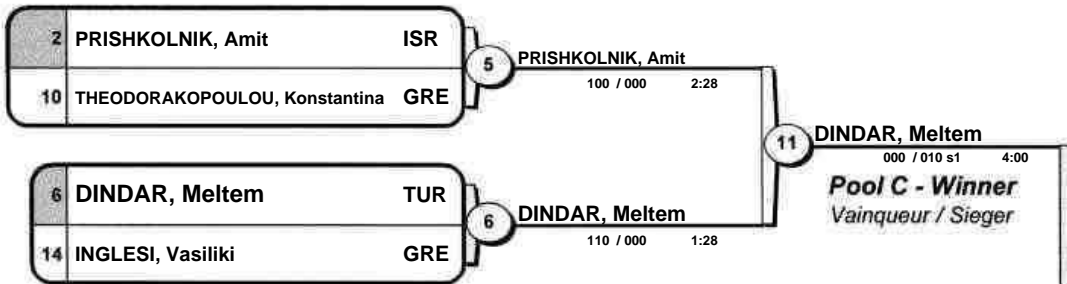 2 PRISHKOLNIK, Amit ISR
10 THEODORAKOPOULOU, Konstantina GRE
5
PRISHKOLNIK, Amit
100 / 000 2:28
6 DINDAR, Meltem TUR
14 INGLESI, Vasiliki GRE
6
DINDAR, Meltem
110 / 000 1:28
11
DINDAR, Meltem
000 / 010 s1 4:00
Pool C - Winner
Vainqueur / Sieger